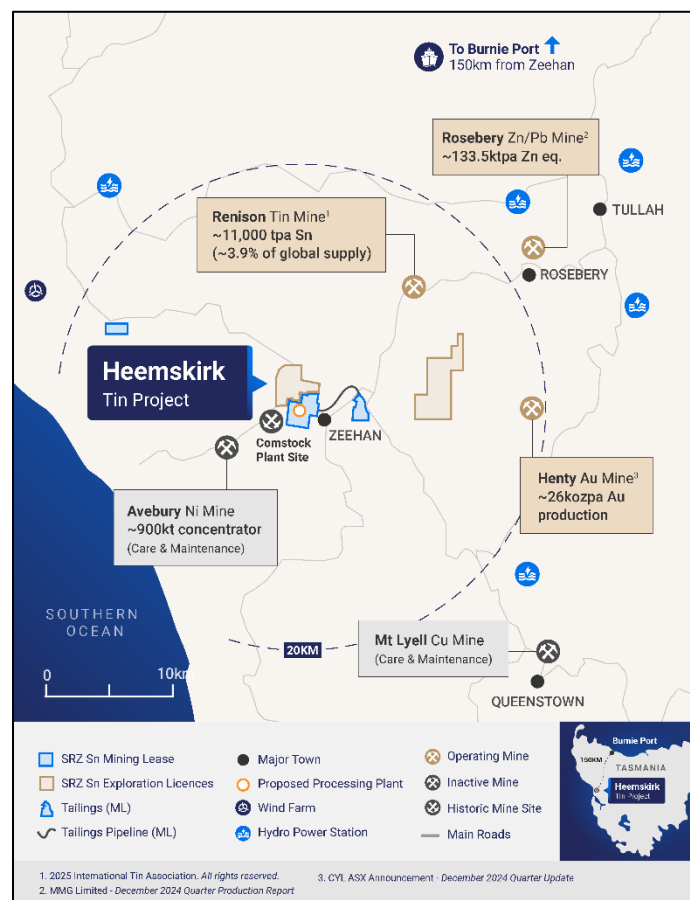 To Burnie Port
150km from Zeehan
Rosebery Zn/Pb Mine2
~133.5ktpa Zn eq.
Renison Tin Mine1
~11,000 tpa Sn
(~3.9% of global supply)
TULLAH
ROSEBERY
Heemskirk
Tin Project
Comstock
Plant Site
ZEEHAN
Avebury Ni Mine
~900kt concentrator
(Care & Maintenance)
Henty Au Mine3
~26kozpa Au
production
SOUTHERN
OCEAN
0 10km
20KM
Mt Lyell Cu Mine
(Care & Maintenance)
QUEENSTOWN
SRZ Sn Mining Lease
SRZ Sn Exploration Licences
Tailings (ML)
Tailings Pipeline (ML)
Major Town
Proposed Processing Plant
Wind Farm
Hydro Power Station
Operating Mine
Inactive Mine
Historic Mine Site
Main Roads
Burnie Port
150KM
TASMANIA
Heemskirk
Tin Project
1. 2025 International Tin Association. All rights reserved.
2. MMG Limited - December 2024 Quarter Production Report
3. CYL ASX Announcement - December 2024 Quarter Update